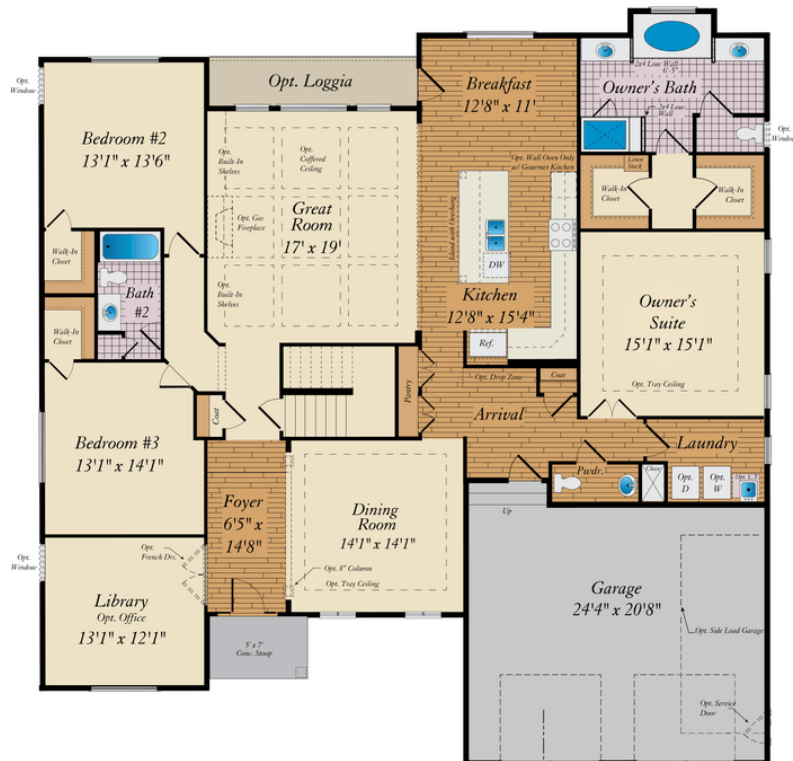 Opt. Loggia
Opt.
Window
Bedroom #2
13'1" x 13'6"
Breakfast
12'8" x 11'
2x4 Low Wall
6'-5"
Owner's Bath
2x4 Low
Wall
Opt.
Window
Opt.
Built-In
Shelves
Opt.
Coffered
Ceiling
Opt. Wall Oven Only
w/ Gourmet Kitchen
Linen
Stack
Walk-In
Closet
Walk-In
Closet
Great
Room
17' x 19'
Opt. Gas
Fireplace
Island with Overhang
DW
Walk-In
Closet
Bath
#2
Opt.
Built-In
Shelves
Kitchen
12'8" x 15'4"
Owner's
Suite
15'1" x 15'1"
Walk-In
Closet
Ref.
Opt. Drop Zone
Coat
Opt. Tray Ceiling
Pantry
Coat
Arrival
Bedroom #3
13'1" x 14'1"
Laundry
Pwdr.
Chase
Opt.
D
Opt.
W
Opt. L.T.
Foyer
6'5" x
14'8"
Dining
Room
14'1" x 14'1"
Up
Opt.
Window
Opt.
French Drs.
Opt. 8" Column
Opt. Tray Ceiling
Library
Opt. Office
13'1" x 12'1"
Garage
24'4" x 20'8"
Opt. Side Load Garage
5' x 7'
Conc. Stoop
Opt. Service
Door